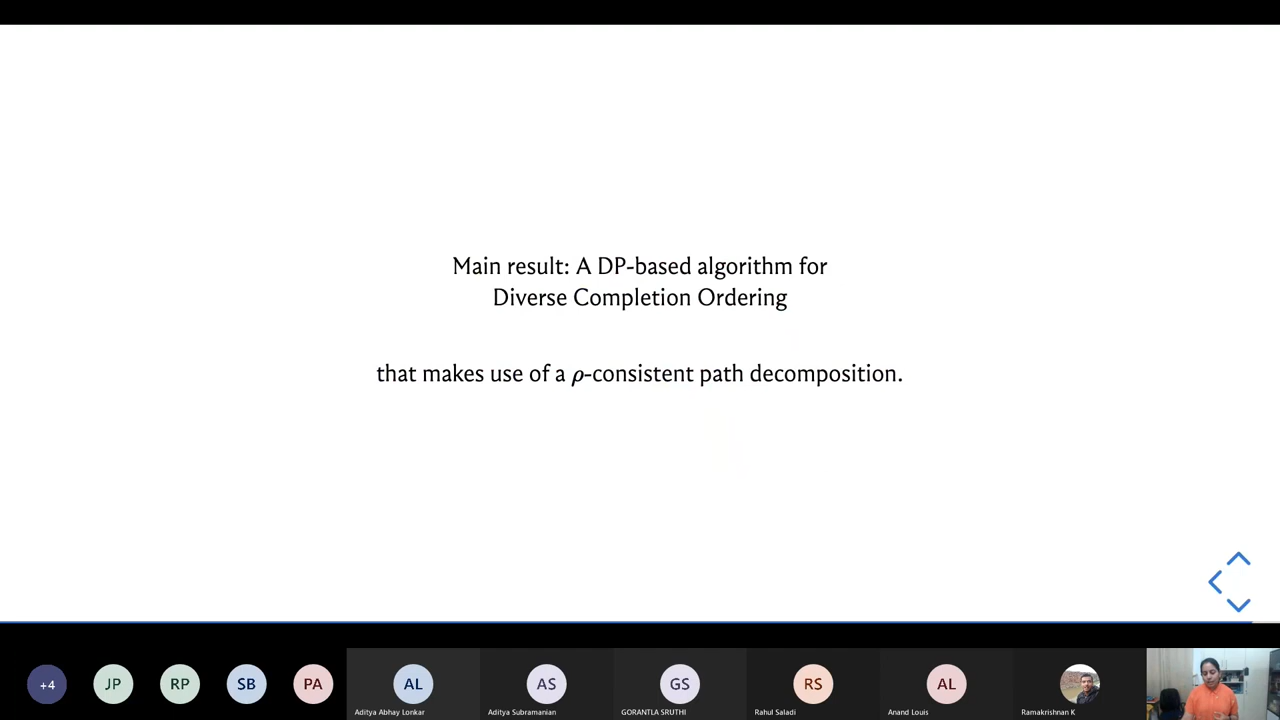 Main result: A DP-based algorithm for
Diverse Completion Ordering
that makes use of a ρ-consistent path decomposition.
+4
JP
RP
SB
PA
AL
AS
GS
RS
AL
Aditya Abhay Lonkar
Aditya Subramanian
GORANTLA SRUTHI
Rahul Saladi
Anand Louis
Ramakrishnan K